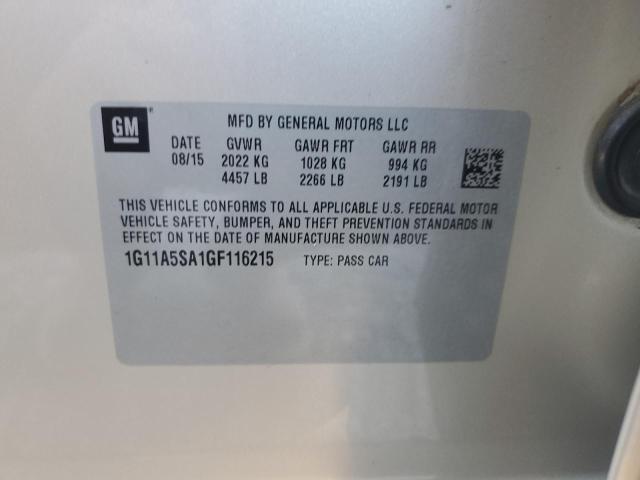 GM
MFD BY GENERAL MOTORS LLC
DATE GVWR GAWR FRT GAWR RR
08/15 2022 KG 1028 KG 994 KG
4457 LB 2266 LB 2191 LB
THIS VEHICLE CONFORMS TO ALL APPLICABLE U.S. FEDERAL MOTOR
VEHICLE SAFETY, BUMPER, AND THEFT PREVENTION STANDARDS IN
EFFECT ON THE DATE OF MANUFACTURE SHOWN ABOVE.
1G11A5SA1GF116215 TYPE: PASS CAR